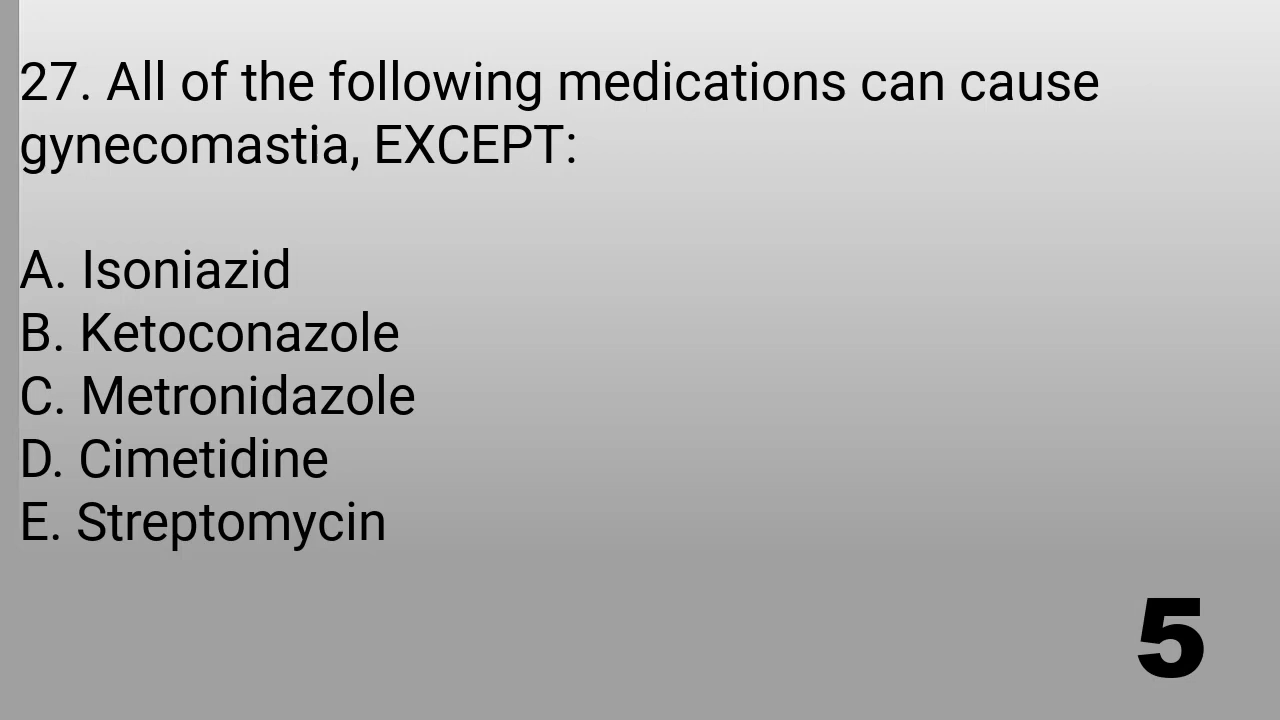 27. All of the following medications can cause
gynecomastia, EXCEPT:
A. Isoniazid
B. Ketoconazole
C. Metronidazole
D. Cimetidine
E. Streptomycin
5